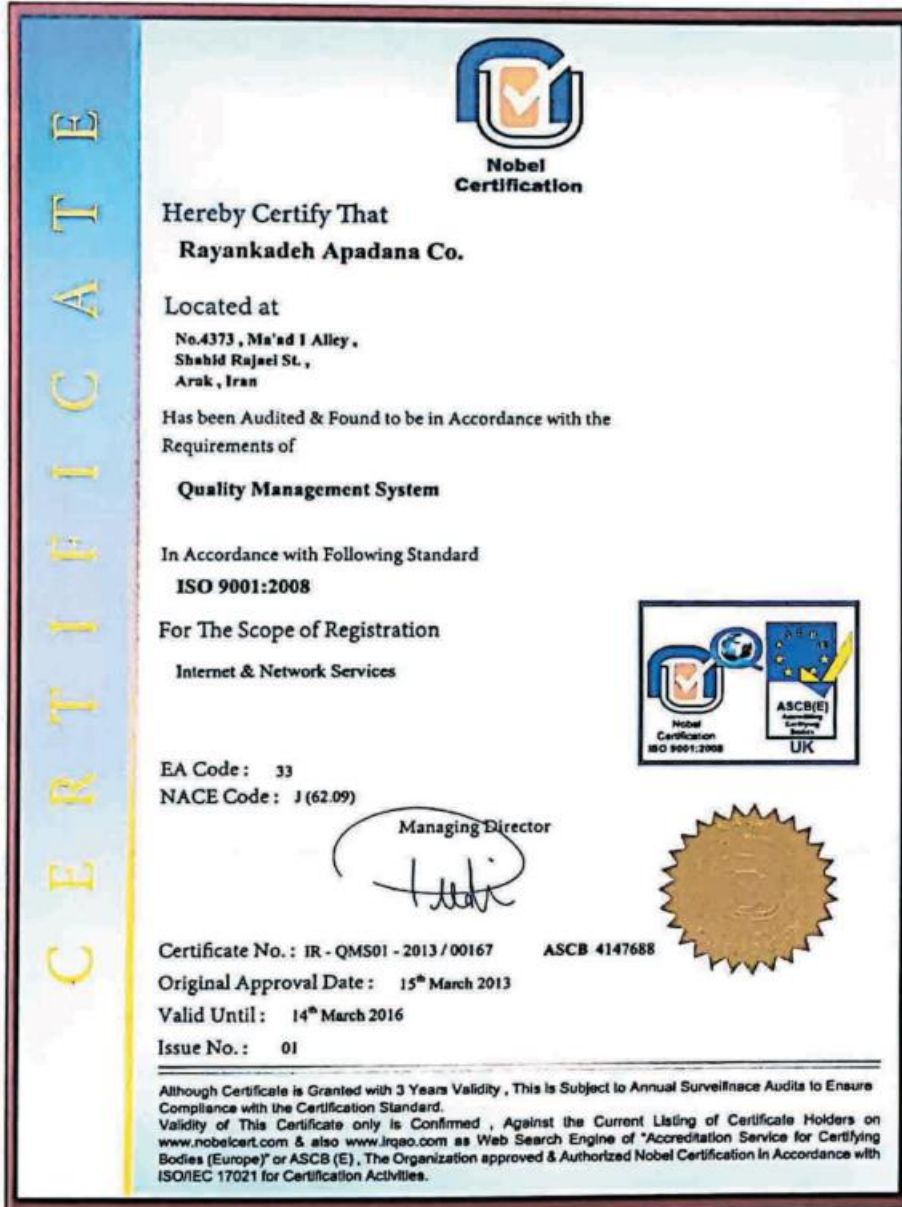 CERTIFICATE
Nobel
Certification
Hereby Certify That
Rayankadeh Apadana Co.
Located at
No.4373 , Ma'ad 1 Alley ,
Shahid Rajaei St. ,
Arak , Iran
Has been Audited & Found to be in Accordance with the
Requirements of
Quality Management System
In Accordance with Following Standard
ISO 9001:2008
For The Scope of Registration
Internet & Network Services
Nobel
Certification
ISO 9001:2008
ASCB
ASCB(E)
Accrediting
Certifying
Bodies
UK
EA Code : 33
NACE Code : J (62.09)
Managing Director
Certificate No. : IR - QMS01 - 2013 / 00167 ASCB 4147688
Original Approval Date : 15th March 2013
Valid Until : 14th March 2016
Issue No. : 01
Although Certificate is Granted with 3 Years Validity , This is Subject to Annual Surveillnace Audits to Ensure
Compliance with the Certification Standard.
Validity of This Certificate only is Confirmed , Against the Current Listing of Certificate Holders on
www.nobelcert.com & also www.irqao.com as Web Search Engine of "Accreditation Service for Certifying
Bodies (Europe)" or ASCB (E) , The Organization approved & Authorized Nobel Certification in Accordance with
ISO/IEC 17021 for Certification Activities.